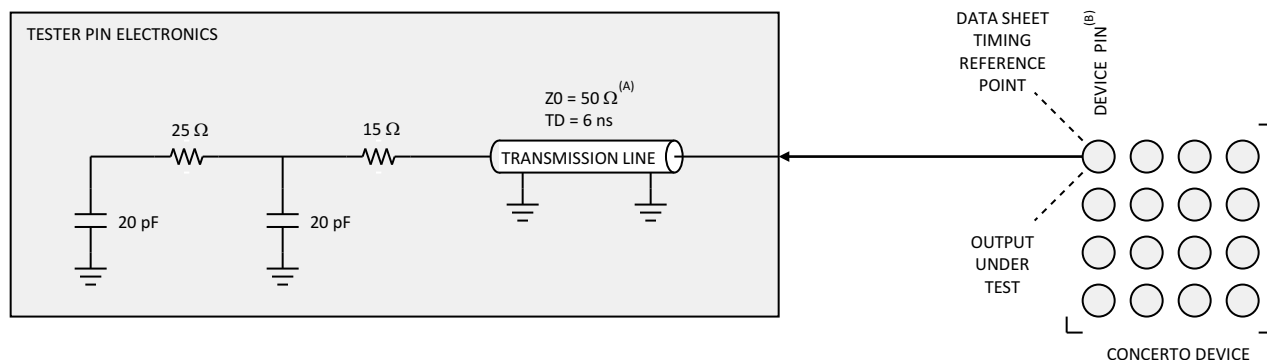 TESTER PIN ELECTRONICS
DATA SHEET
TIMING
REFERENCE
POINT
DEVICE PIN(B)
Z0 = 50 Ω(A)
TD = 6 ns
25 Ω
15 Ω
TRANSMISSION LINE
20 pF
20 pF
OUTPUT
UNDER
TEST
CONCERTO DEVICE